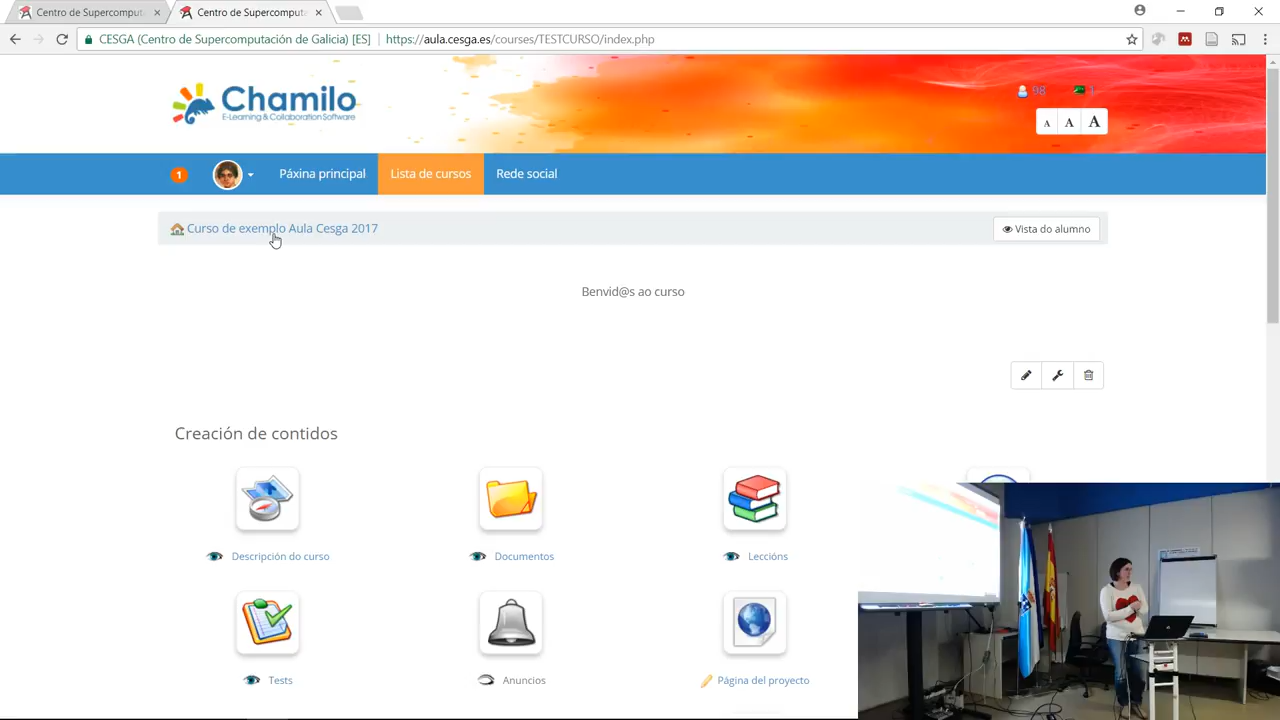 Centro de Supercomput
Centro de Supercomput
CESGA (Centro de Supercomputación de Galicia) [ES]
https://aula.cesga.es/courses/TESTCURSO/index.php
Chamilo
E-Learning & Collaboration Software
98
1
A A A
1
Páxina principal
Lista de cursos
Rede social
Curso de exemplo Aula Cesga 2017
Vista do alumno
Benvid@s ao curso
Creación de contidos
Descripción do curso
Documentos
Leccións
Tests
Anuncios
Página del proyecto